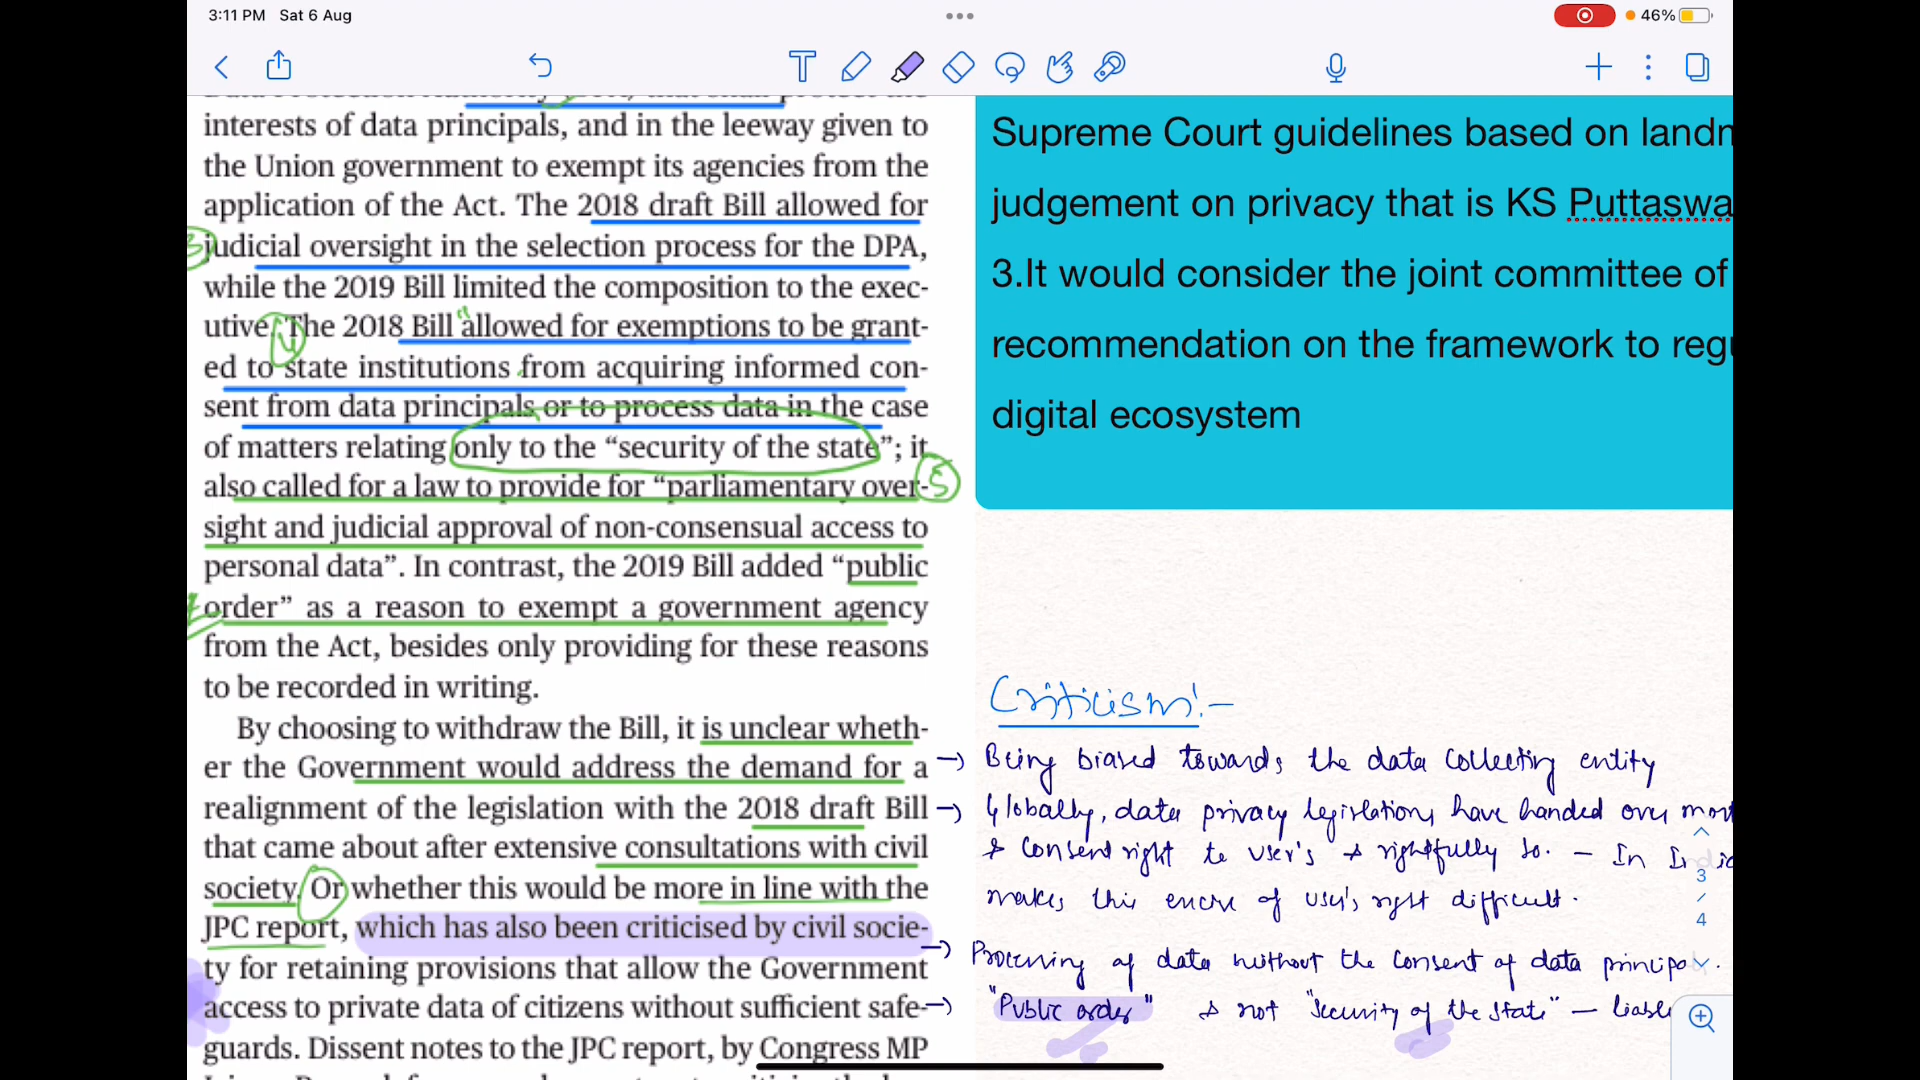 3:11 PM Sat 6 Aug
46%
interests of data principals, and in the leeway given to
the Union government to exempt its agencies from the
application of the Act. The 2018 draft Bill allowed for
3
judicial oversight in the selection process for the DPA,
while the 2019 Bill limited the composition to the exec-
utive. The 2018 Bill allowed for exemptions to be grant-
4
ed to state institutions from acquiring informed con-
sent from data principals or to process data in the case
of matters relating only to the “security of the state”; it
also called for a law to provide for “parliamentary over-
5
sight and judicial approval of non-consensual access to
personal data”. In contrast, the 2019 Bill added “public
order” as a reason to exempt a government agency
from the Act, besides only providing for these reasons
to be recorded in writing.
By choosing to withdraw the Bill, it is unclear wheth-
er the Government would address the demand for a
realignment of the legislation with the 2018 draft Bill
that came about after extensive consultations with civil
society. Or whether this would be more in line with the
JPC report, which has also been criticised by civil socie-
ty for retaining provisions that allow the Government
access to private data of citizens without sufficient safe-
guards. Dissent notes to the JPC report, by Congress MP
Supreme Court guidelines based on landm
judgement on privacy that is KS Puttaswa
3.It would consider the joint committee of
recommendation on the framework to regu
digital ecosystem
Criticism:-
→ Being biased towards the data collecting entity
→ Globally, data privacy legislations have handed over most
& consent right to user's & rightfully so. - In India
makes this of user's right difficult.
→ Processing of data without the consent of data principa
→ "Public order" & not "Security of the State" - liable
3
/
4